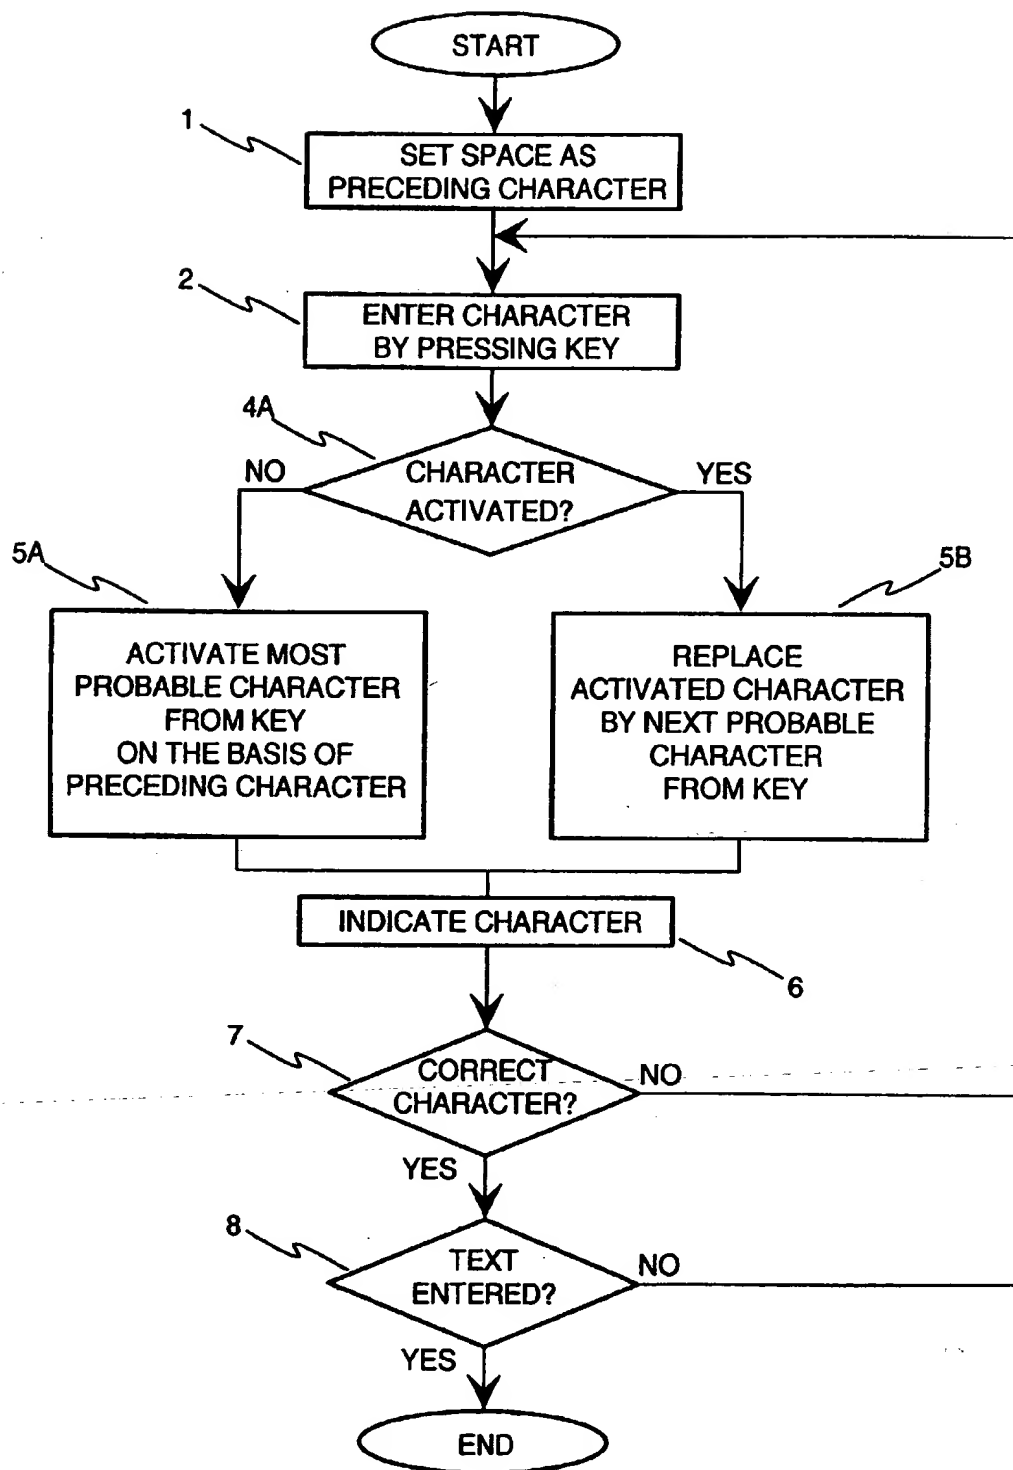 START
1
SET SPACE AS
PRECEDING CHARACTER
2
ENTER CHARACTER
BY PRESSING KEY
4A
NO
CHARACTER
ACTIVATED?
YES
5A
5B
ACTIVATE MOST
PROBABLE CHARACTER
FROM KEY
ON THE BASIS OF
PRECEDING CHARACTER
REPLACE
ACTIVATED CHARACTER
BY NEXT PROBABLE
CHARACTER
FROM KEY
INDICATE CHARACTER
6
7
CORRECT
CHARACTER?
NO
YES
8
TEXT
ENTERED?
NO
YES
END